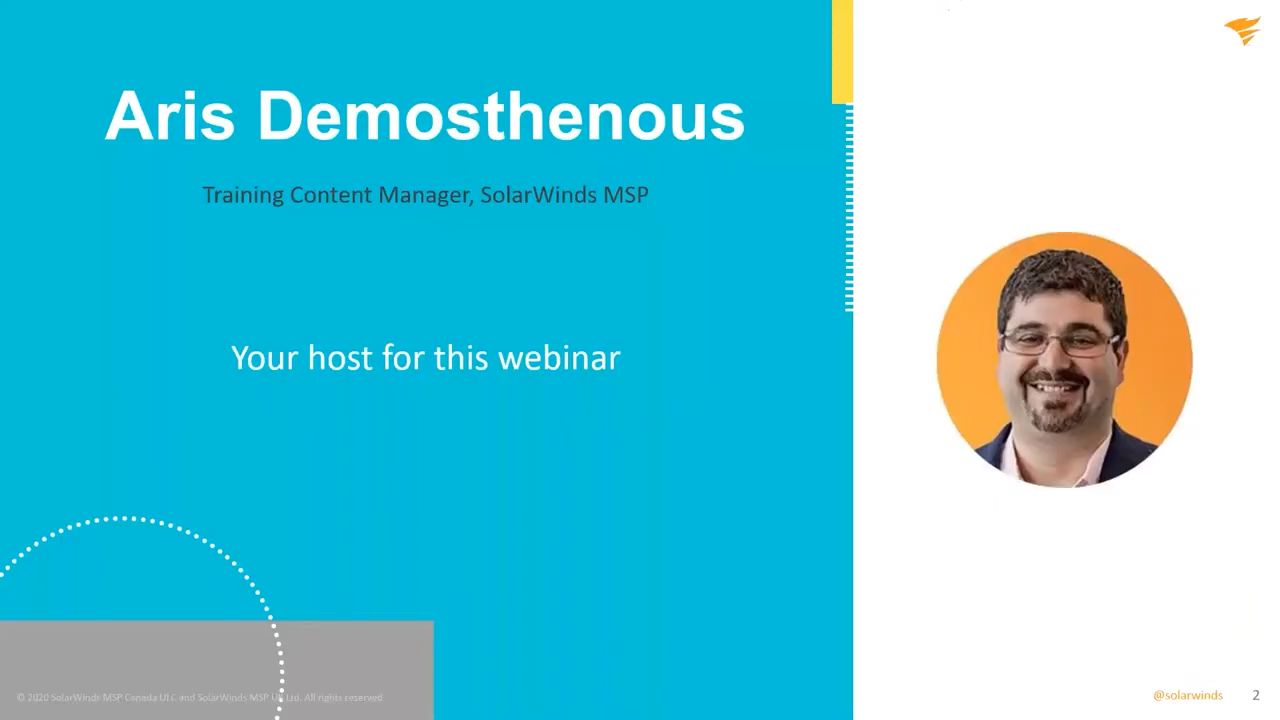 Aris Demosthenous
Training Content Manager, SolarWinds MSP
Your host for this webinar
© 2020 SolarWinds MSP Canada ULC and SolarWinds MSP UK Ltd. All rights reserved
@solarwinds
2